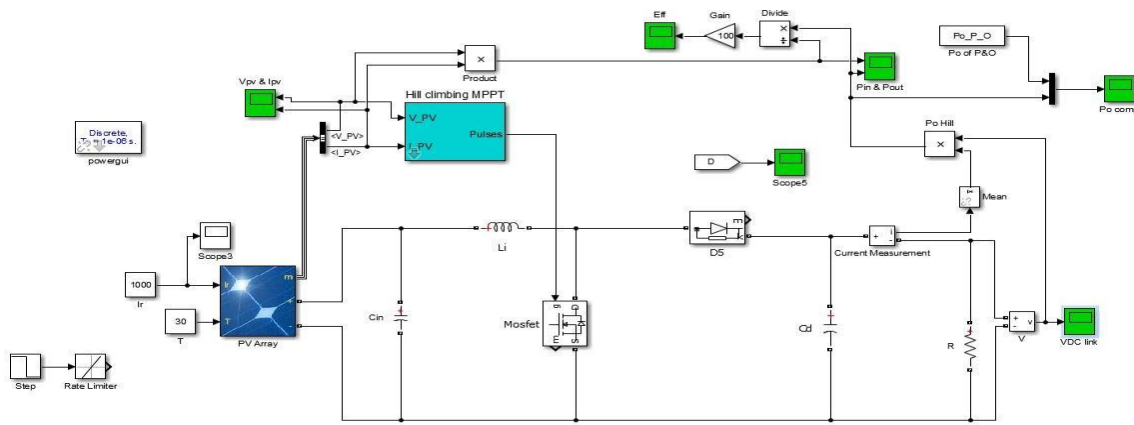 Eff
Gain
100
Divide
×
÷
Po_P_O
Po of P&O
Product
×
Vpv & Ipv
Pin & Pout
Po com
Hill climbing MPPT
V_PV
I_PV
Pulses
<V_PV>
<I_PV>
Discrete,
powergui
Po Hill
×
D
Scope5
Mean
Scope3
Li
D5
m
Current Measurement
+
i
-
1000
Ir
Ir
m
+
-
T
PV Array
30
T
Cin
Mosfet
g
D
m
S
Cd
R
+
-
v
V
VDC link
Step
Rate Limiter